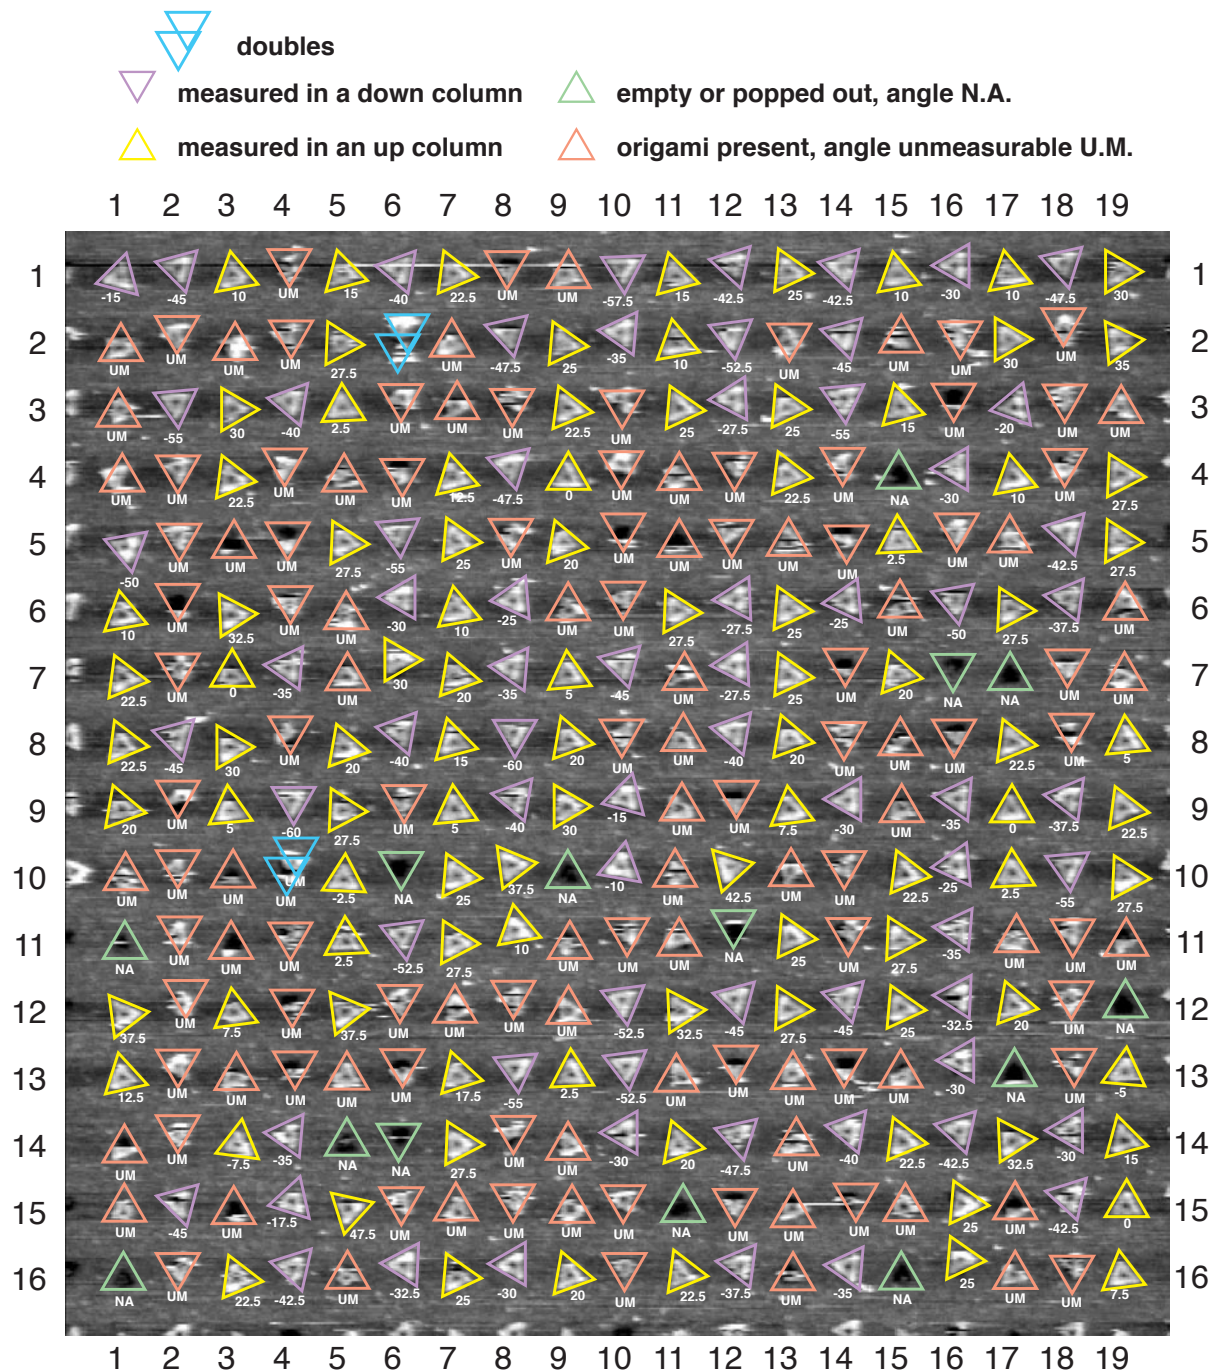 doubles
measured in a down column empty or popped out, angle N.A.
measured in an up column origami present, angle unmeasurable U.M.
1 2 3 4 5 6 7 8 9 10 11 12 13 14 15 16 17 18 19
1 -15 -45 10 UM 15 -40 22.5 UM UM -57.5 15 -42.5 25 -42.5 10 -30 10 -47.5 30 1
2 UM UM UM UM 27.5 UM -47.5 25 -35 10 -52.5 UM -45 UM UM 30 UM 35 2
3 UM -55 30 -40 2.5 UM UM UM 22.5 UM 25 -27.5 25 -55 15 UM -20 UM UM 3
4 UM UM 22.5 UM UM UM 12.5 -47.5 0 UM UM UM 22.5 UM NA -30 10 UM 27.5 4
5 -50 UM UM UM 27.5 -55 25 UM 20 UM UM UM UM UM 2.5 UM UM -42.5 27.5 5
6 10 UM 32.5 UM UM -30 10 -25 UM UM 27.5 -27.5 25 -25 UM -50 27.5 -37.5 UM 6
7 22.5 UM 0 -35 UM 30 20 -35 5 -45 UM -27.5 25 UM 20 NA NA UM UM 7
8 22.5 -45 30 UM 20 -40 15 -60 20 UM UM -40 20 UM UM UM 22.5 UM 5 8
9 20 UM 5 -60 27.5 UM 5 -40 30 -15 UM UM 7.5 -30 UM -35 0 -37.5 22.5 9
10 UM UM UM UM UM -2.5 NA 25 37.5 NA -10 UM 42.5 UM UM 22.5 -25 2.5 -55 27.5 10
11 NA UM UM UM 2.5 -52.5 27.5 10 UM UM UM NA 25 UM 27.5 -35 UM UM UM 11
12 37.5 UM 7.5 UM 37.5 UM UM UM UM -52.5 32.5 -45 27.5 -45 25 -32.5 20 UM NA 12
13 12.5 UM UM UM UM UM 17.5 -55 2.5 -52.5 UM UM UM UM UM -30 NA UM -5 13
14 UM UM -7.5 -35 NA NA 27.5 UM UM -30 20 -47.5 UM -40 22.5 -42.5 32.5 -30 15 14
15 UM -45 UM -17.5 47.5 UM UM UM UM UM NA UM UM UM UM 25 UM -42.5 0 15
16 NA UM 22.5 -42.5 UM -32.5 25 -30 20 UM 22.5 -37.5 UM -35 NA 25 UM UM 7.5 16
1 2 3 4 5 6 7 8 9 10 11 12 13 14 15 16 17 18 19